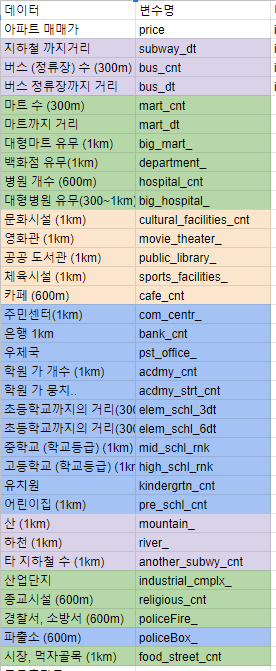 데이터 변수명
아파트 매매가 price
지하철 까지거리 subway_dt
버스 (정류장) 수 (300m) bus_cnt
버스 정류장까지 거리 bus_dt
마트 수 (300m) mart_cnt
마트까지 거리 mart_dt
대형마트 유무 (1km) big_mart_
백화점 유무(1km) department_
병원 개수 (600m) hospital_cnt
대형병원 유무(300~1km) big_hospital_
문화시설 (1km) cultural_facilities_cnt
영화관 (1km) movie_theater_
공공 도서관 (1km) public_library_
체육시설 (1km) sports_facilities_
카페 (600m) cafe_cnt
주민센터(1km) com_centr_
은행 1km bank_cnt
우체국 pst_office_
학원 가 개수 (1km) acdmy_cnt
학원 가 뭉치.. acdmy_strt_cnt
초등학교까지의 거리(300 elem_schl_3dt
초등학교까지의 거리(300 elem_schl_6dt
중학교 (학교등급) (1km) mid_schl_rnk
고등학교 (학교등급) (1km high_schl_rnk
유치원 kindergrtn_cnt
어린이집 (1km) pre_schl_cnt
산 (1km) mountain_
하천 (1km) river_
타 지하철 수 (1km) another_subwy_cnt
산업단지 industrial_cmplx_
종교시설 (600m) religious_cnt
경찰서, 소방서 (600m) policeFire_
파출소 (600m) policeBox_
시장, 먹자골목 (1km) food_street_cnt